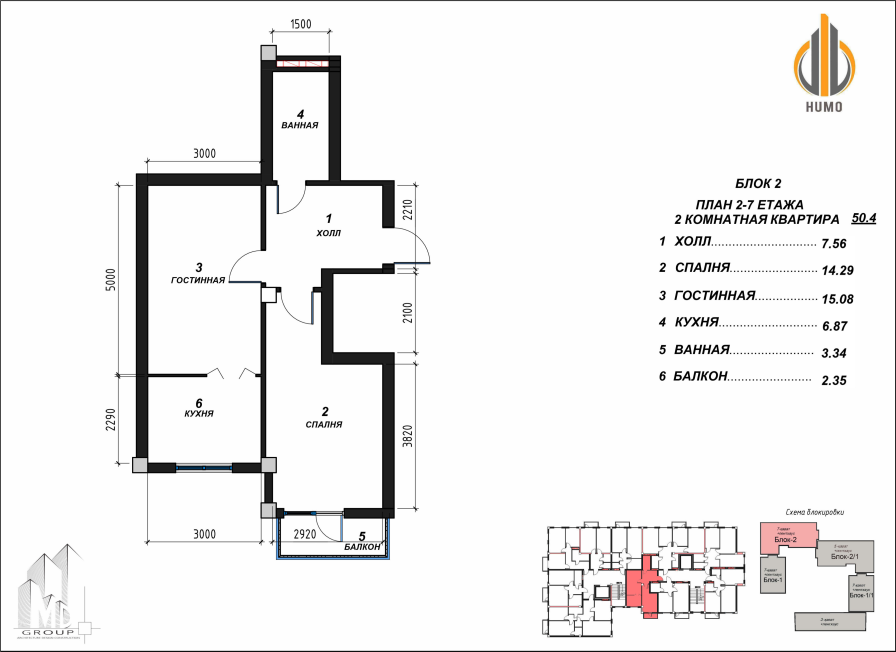 1500
HUMO
4
ВАННАЯ
3000
БЛОК 2
ПЛАН 2-7 ЕТАЖА
2 КОМНАТНАЯ КВАРТИРА 50.4
1 ХОЛЛ 7.56
2 СПАЛНЯ 14.29
3 ГОСТИННАЯ 15.08
4 КУХНЯ 6.87
5 ВАННАЯ 3.34
6 БАЛКОН 2.35
2210
1
ХОЛЛ
3
ГОСТИННАЯ
5000
2100
6
КУХНЯ
2290
2
СПАЛНЯ
3820
3000
2920
5
БАЛКОН
Схема блокировки
Блок-2
Блок-2/1
Блок-1
Блок-1/1
GROUP